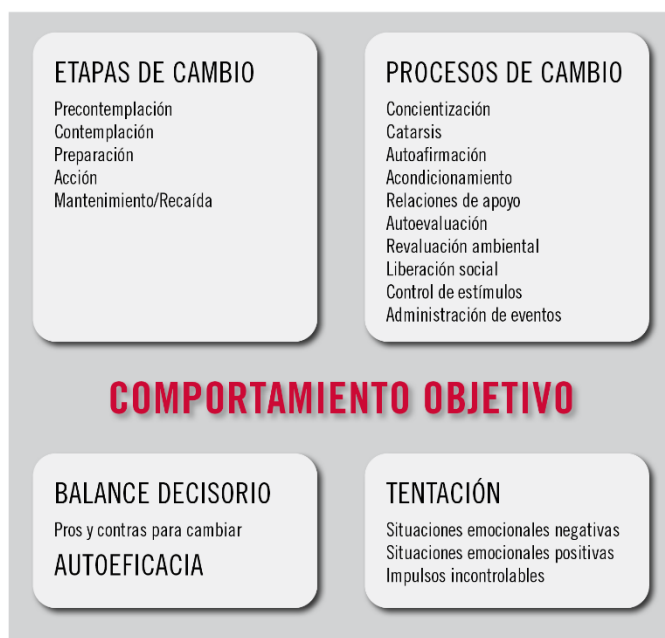 ETAPAS DE CAMBIO
Precontemplación
Contemplación
Preparación
Acción
Mantenimiento/Recaída
PROCESOS DE CAMBIO
Concientización
Catarsis
Autoafirmación
Acondicionamiento
Relaciones de apoyo
Autoevaluación
Revaluación ambiental
Liberación social
Control de estímulos
Administración de eventos
COMPORTAMIENTO OBJETIVO
BALANCE DECISORIO
Pros y contras para cambiar
AUTOEFICACIA
TENTACIÓN
Situaciones emocionales negativas
Situaciones emocionales positivas
Impulsos incontrolables